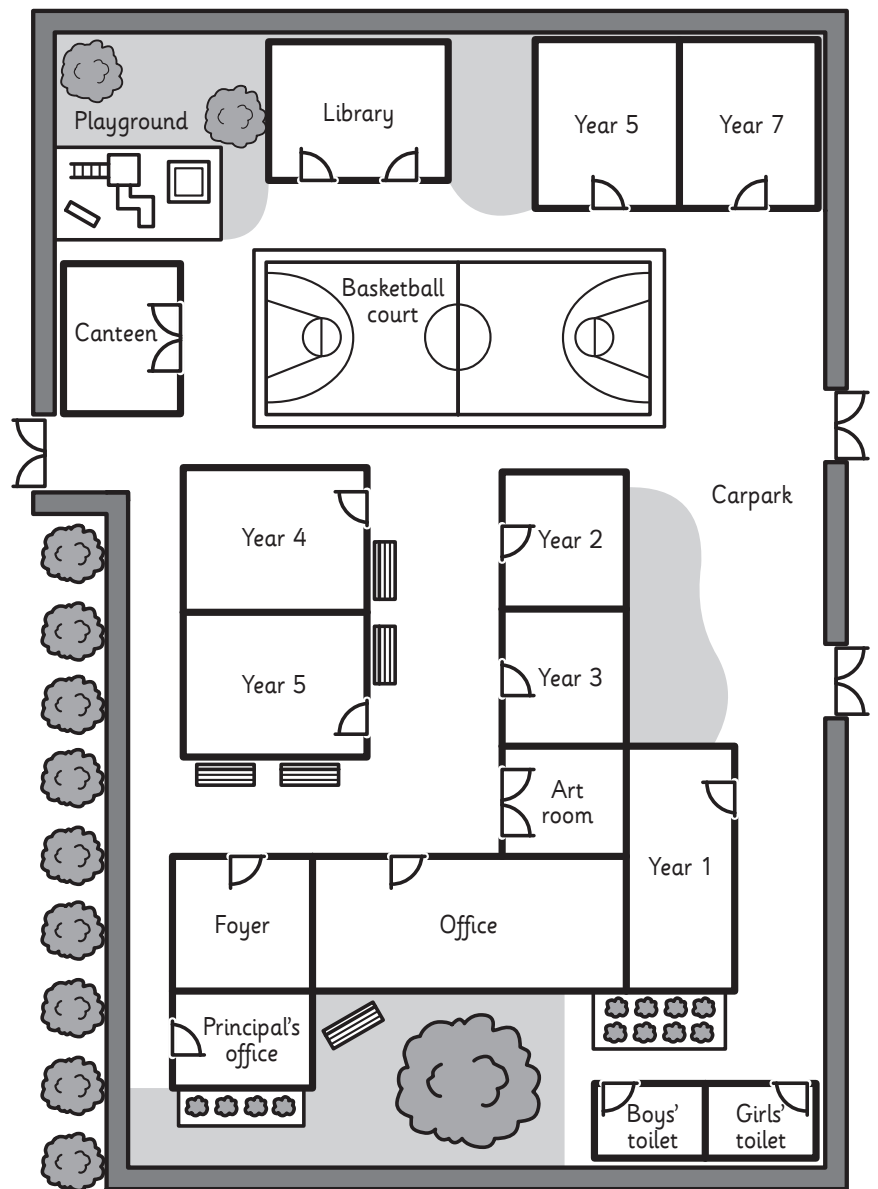 Playground
Library
Year 5
Year 7
Canteen
Basketball
court
Carpark
Year 4
Year 2
Year 5
Year 3
Art
room
Year 1
Foyer
Office
Principal's
office
Boys'
toilet
Girls'
toilet